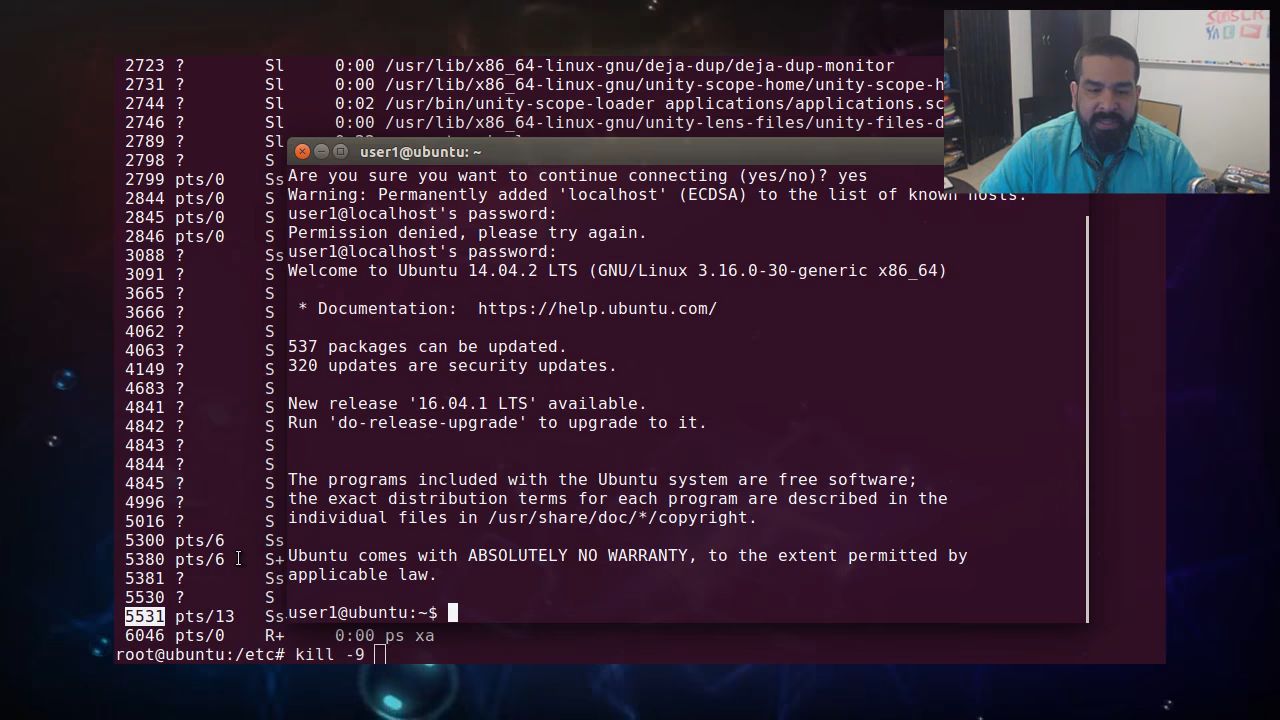 2723 ? Sl 0:00 /usr/lib/x86_64-linux-gnu/deja-dup/deja-dup-monitor
2731 ? Sl 0:00 /usr/lib/x86_64-linux-gnu/unity-scope-home/unity-scope-h
2744 ? Sl 0:02 /usr/bin/unity-scope-loader applications/applications.sc
2746 ? Sl 0:00 /usr/lib/x86_64-linux-gnu/unity-lens-files/unity-files-d
2789 ? Sl
2798 ? S
2799 pts/0 Ss
2844 pts/0 S
2845 pts/0 S
2846 pts/0 S
3088 ? Ss
3091 ? S
3665 ? S
3666 ? S
4062 ? S
4063 ? S
4149 ? S
4683 ? S
4841 ? S
4842 ? S
4843 ? S
4844 ? S
4845 ? S
4996 ? S
5016 ? S
5300 pts/6 Ss
5380 pts/6 S+
5381 ? Ss
5530 ? S
5531 pts/13 Ss
6046 pts/0 R+ 0:00 ps xa
root@ubuntu:/etc# kill -9
user1@ubuntu: ~
Are you sure you want to continue connecting (yes/no)? yes
Warning: Permanently added 'localhost' (ECDSA) to the list of known hosts.
user1@localhost's password:
Permission denied, please try again.
user1@localhost's password:
Welcome to Ubuntu 14.04.2 LTS (GNU/Linux 3.16.0-30-generic x86_64)
* Documentation: https://help.ubuntu.com/
537 packages can be updated.
320 updates are security updates.
New release '16.04.1 LTS' available.
Run 'do-release-upgrade' to upgrade to it.
The programs included with the Ubuntu system are free software;
the exact distribution terms for each program are described in the
individual files in /usr/share/doc/*/copyright.
Ubuntu comes with ABSOLUTELY NO WARRANTY, to the extent permitted by
applicable law.
user1@ubuntu:~$